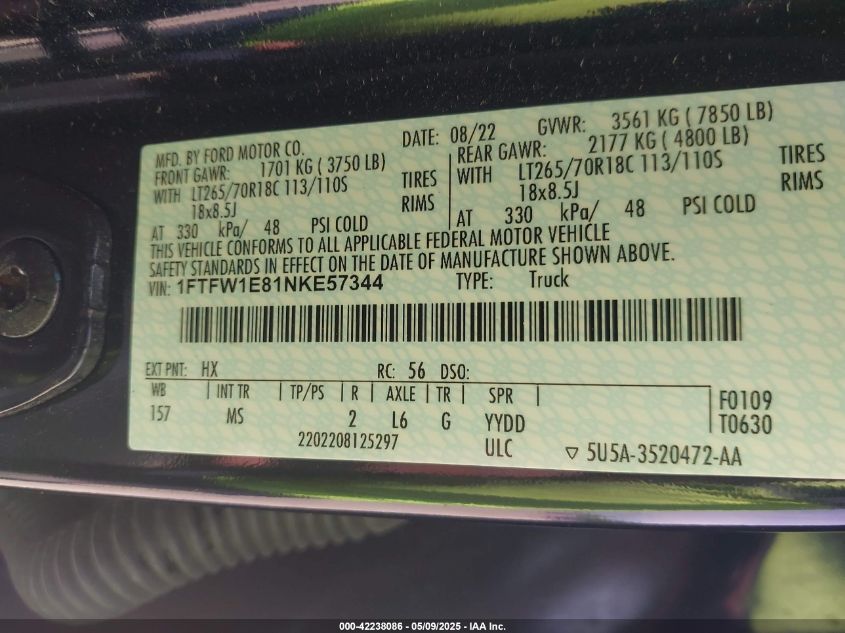 MFD. BY FORD MOTOR CO. DATE: 08/22 GVWR: 3561 KG ( 7850 LB)
FRONT GAWR: 1701 KG ( 3750 LB) REAR GAWR: 2177 KG ( 4800 LB)
WITH LT265/70R18C 113/110S TIRES WITH LT265/70R18C 113/110S TIRES
18x8.5J RIMS 18x8.5J RIMS
AT 330 kPa/ 48 PSI COLD AT 330 kPa/ 48 PSI COLD
THIS VEHICLE CONFORMS TO ALL APPLICABLE FEDERAL MOTOR VEHICLE
SAFETY STANDARDS IN EFFECT ON THE DATE OF MANUFACTURE SHOWN ABOVE.
VIN: 1FTFW1E81NKE57344 TYPE: Truck
EXT PNT: HX RC: 56 DSO:
WB INT TR TP/PS R AXLE TR SPR F0109
157 MS 2 L6 G YYDD T0630
2202208125297 ULC ▽ 5U5A-3520472-AA
000-42238086 - 05/09/2025 - IAA Inc.